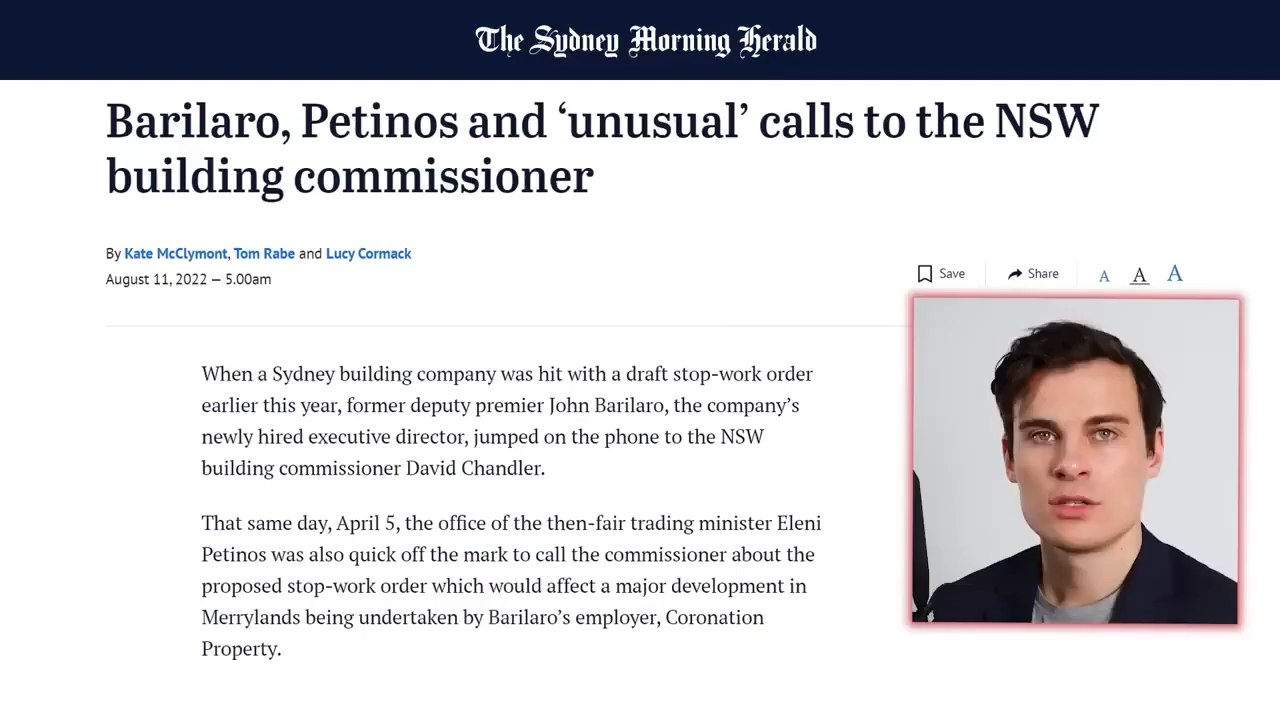 The Sydney Morning Herald
Barilaro, Petinos and ‘unusual’ calls to the NSW
building commissioner
By Kate McClymont, Tom Rabe and Lucy Cormack
August 11, 2022 — 5.00am
Save
Share
A A A
When a Sydney building company was hit with a draft stop-work order
earlier this year, former deputy premier John Barilaro, the company’s
newly hired executive director, jumped on the phone to the NSW
building commissioner David Chandler.
That same day, April 5, the office of the then-fair trading minister Eleni
Petinos was also quick off the mark to call the commissioner about the
proposed stop-work order which would affect a major development in
Merrylands being undertaken by Barilaro’s employer, Coronation
Property.